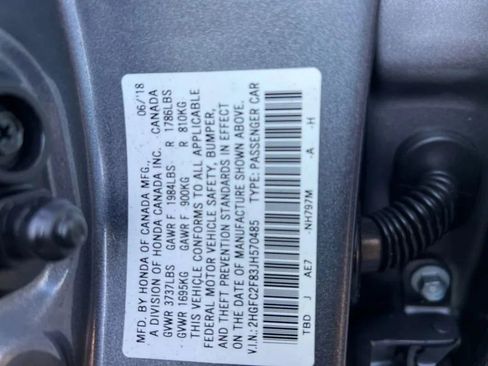 MFD. BY HONDA OF CANADA MFG., 06/'18
A DIVISION OF HONDA CANADA INC. CANADA
GVWR 3737LBS GAWR F 1984LBS R 1786LBS
GVWR 1695KG GAWR F 900KG R 810KG
THIS VEHICLE CONFORMS TO ALL APPLICABLE
FEDERAL MOTOR VEHICLE SAFETY, BUMPER,
AND THEFT PREVENTION STANDARDS IN EFFECT
ON THE DATE OF MANUFACTURE SHOWN ABOVE.
V.I.N.:2HGFC2F83JH570485 TYPE:PASSENGER CAR
TBD J AE7 -NH797M A H